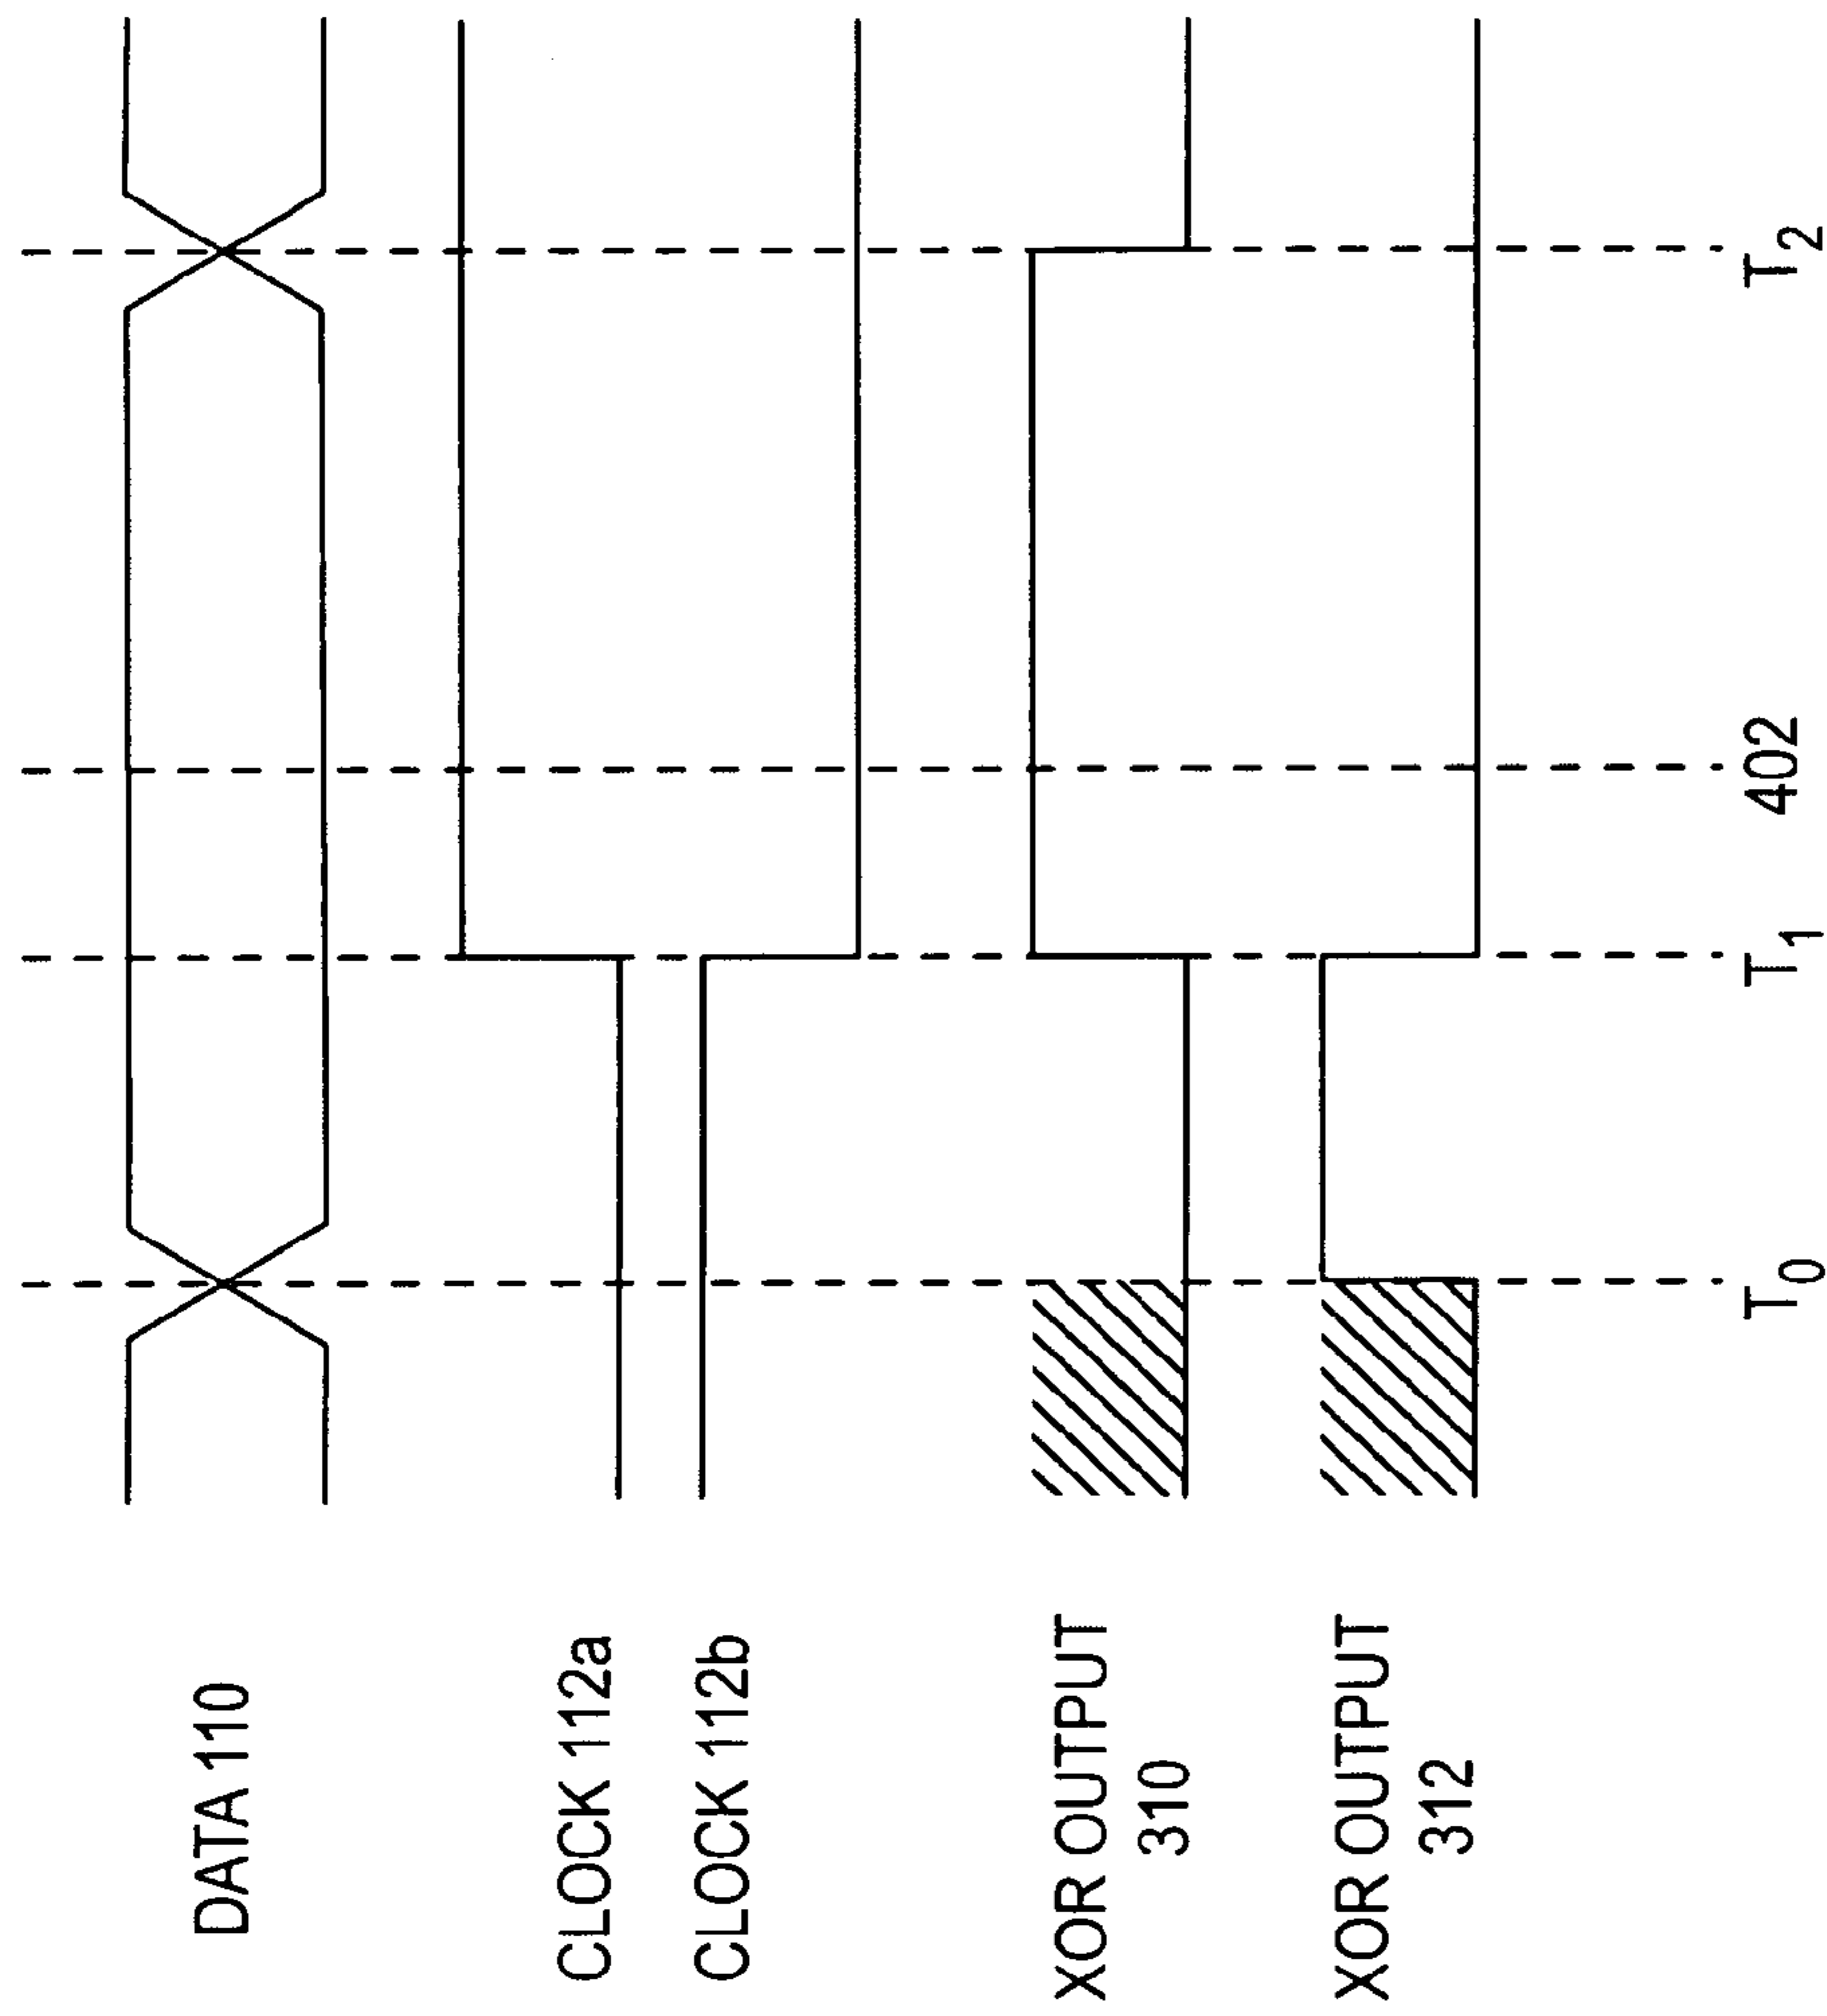 DATA 110
CLOCK 112a
CLOCK 112b
XOR OUTPUT
310
XOR OUTPUT
312
T0
T1
402
T2